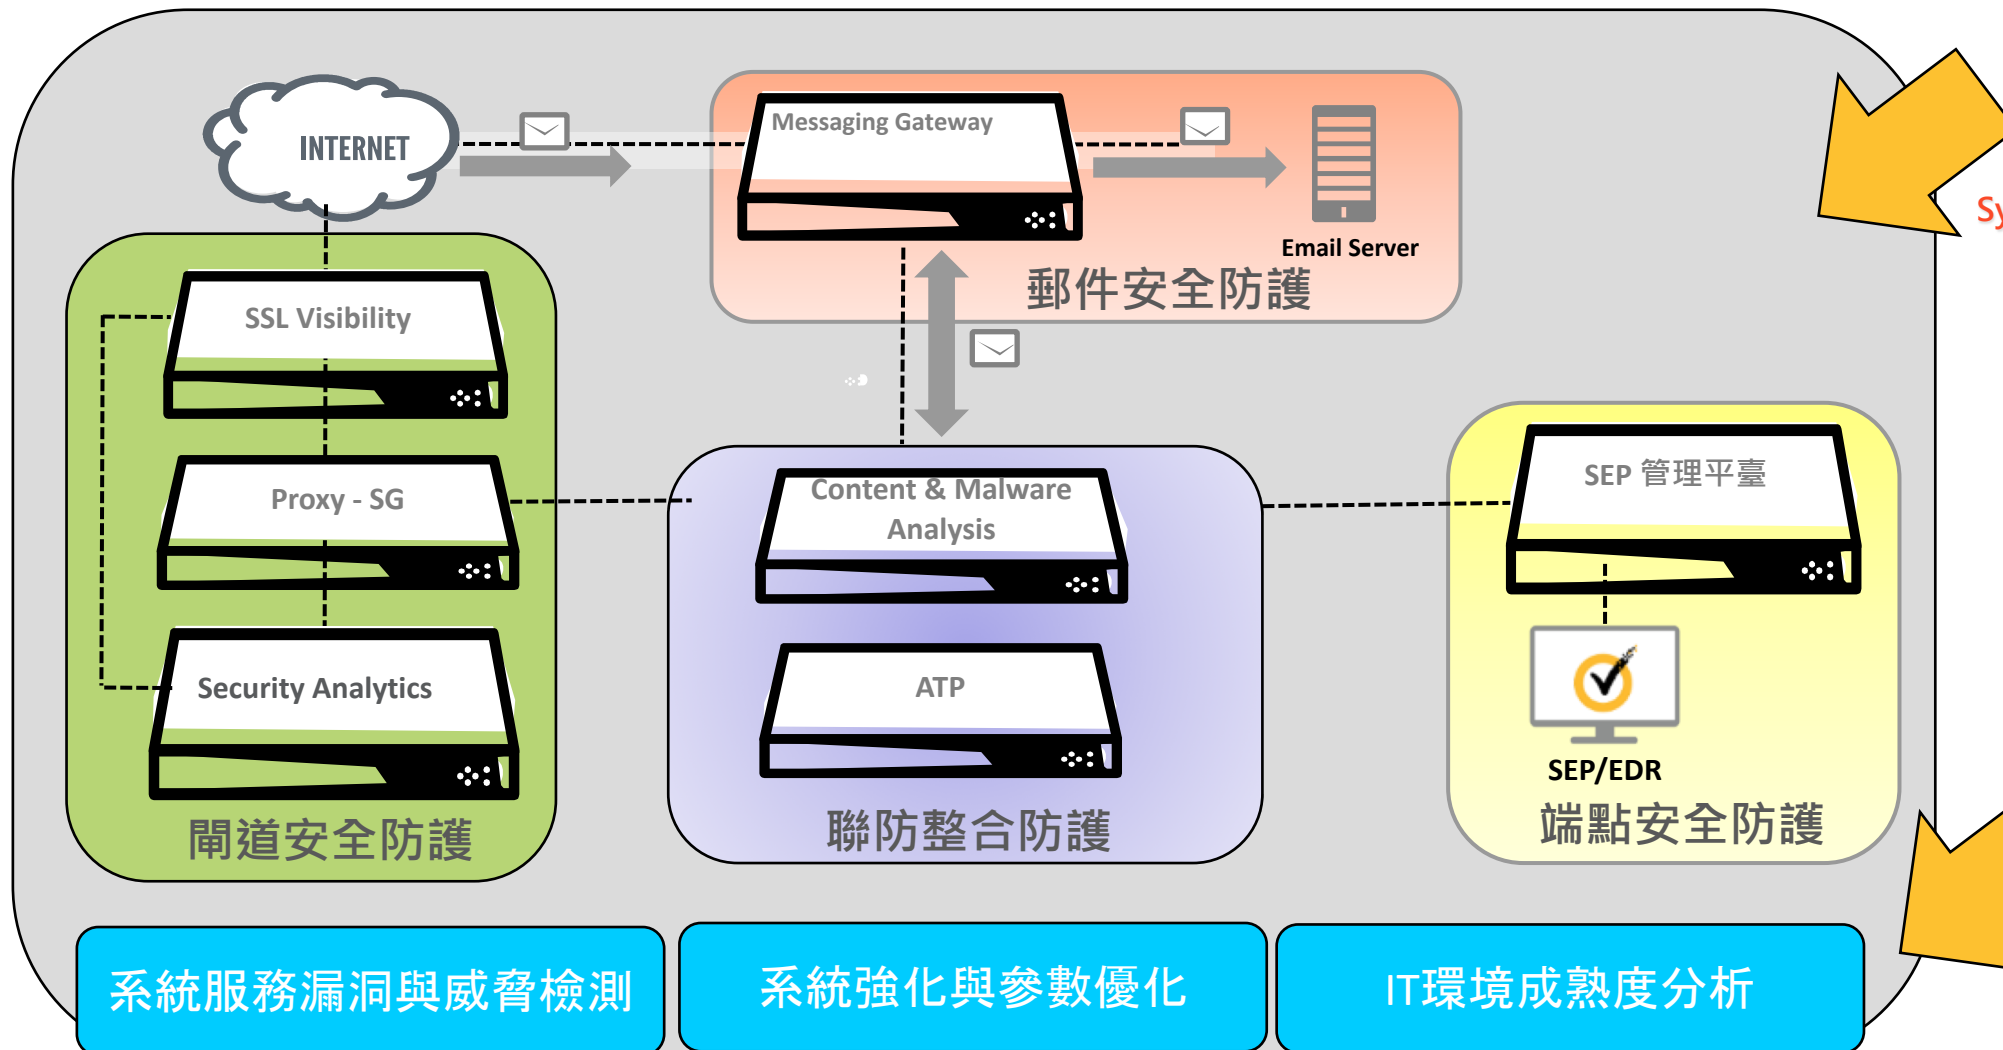 INTERNET
Messaging Gateway
Email Server
郵件安全防護
Sy
SSL Visibility
Proxy - SG
Security Analytics
閘道安全防護
Content & Malware
Analysis
ATP
聯防整合防護
SEP 管理平臺
SEP/EDR
端點安全防護
系統服務漏洞與威脅檢測
系統強化與參數優化
IT環境成熟度分析